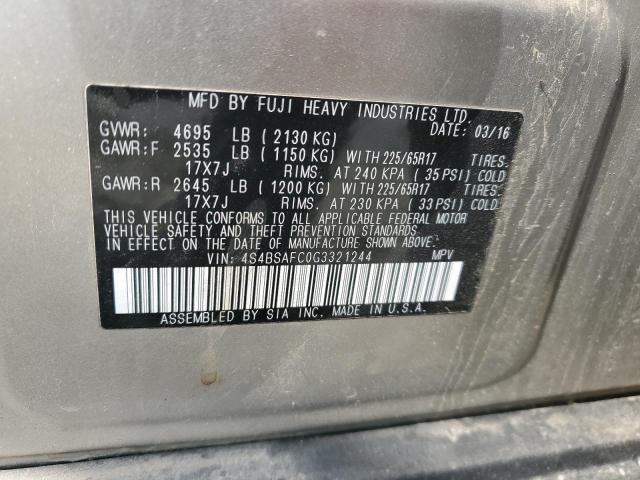 MFD BY FUJI HEAVY INDUSTRIES LTD.
GVWR: 4695 LB ( 2130 KG) DATE: 03/16
GAWR:F 2535 LB ( 1150 KG) WITH 225/65R17 TIRES.
17X7J RIMS. AT 240 KPA ( 35 PSI) COLD
GAWR:R 2645 LB ( 1200 KG) WITH 225/65R17 TIRES.
17X7J RIMS. AT 230 KPA ( 33 PSI) COLD
THIS VEHICLE CONFORMS TO ALL APPLICABLE FEDERAL MOTOR
VEHICLE SAFETY AND THEFT PREVENTION STANDARDS
IN EFFECT ON THE DATE OF MANUFACTURE SHOWN ABOVE.
VIN: 4S4BSAFC0G3321244 MPV
ASSEMBLED BY SIA INC. MADE IN U.S.A.